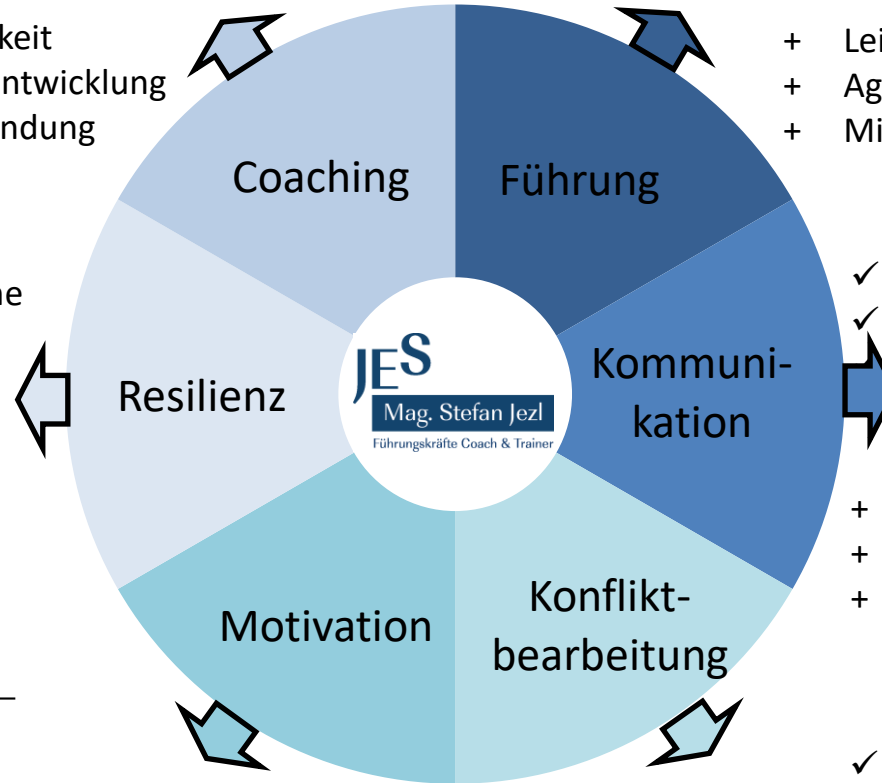 keit
ntwicklung
ndung
+ Lei
+ Ag
+ Mi
Coaching
Führung
ne
✓
✓
Resilienz
JES
Mag. Stefan Jezl
Führungskräfte Coach & Trainer
Kommuni-
kation
+
+
+
Motivation
Konflikt-
bearbeitung
–
✓